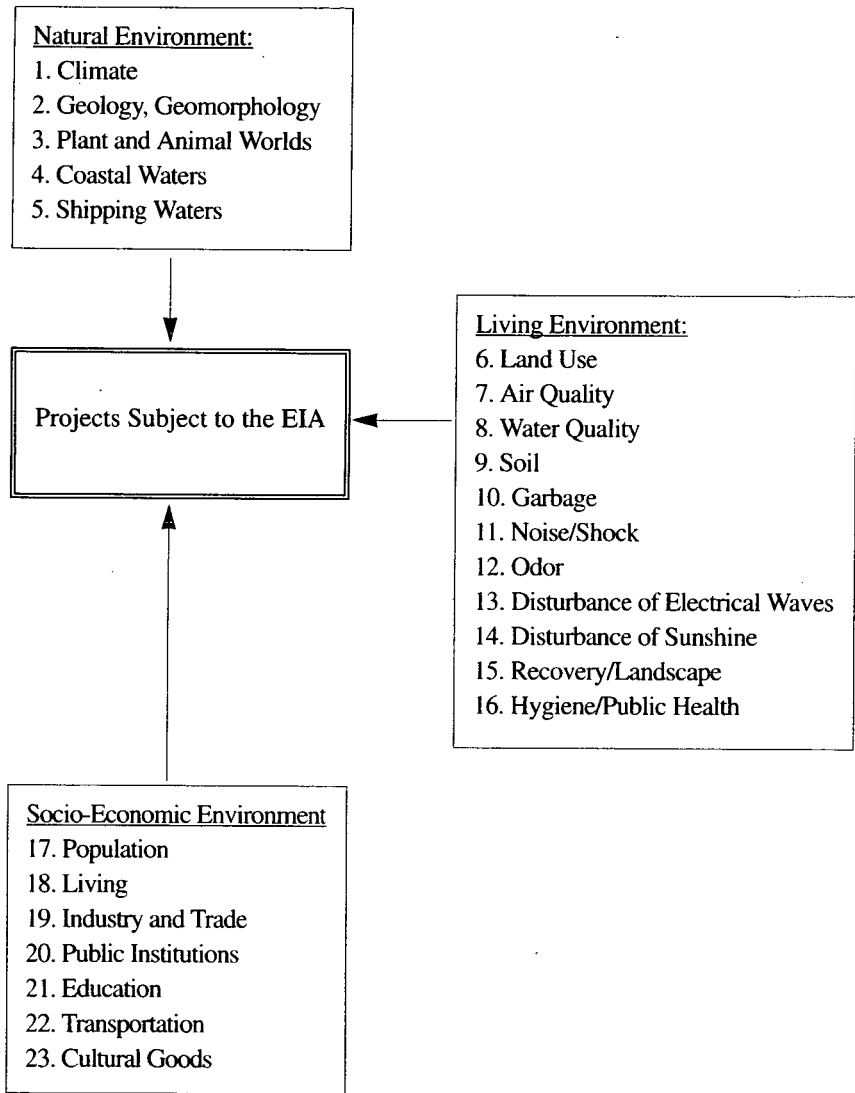 Natural Environment:
1. Climate
2. Geology, Geomorphology
3. Plant and Animal Worlds
4. Coastal Waters
5. Shipping Waters
Projects Subject to the EIA
Living Environment:
6. Land Use
7. Air Quality
8. Water Quality
9. Soil
10. Garbage
11. Noise/Shock
12. Odor
13. Disturbance of Electrical Waves
14. Disturbance of Sunshine
15. Recovery/Landscape
16. Hygiene/Public Health
Socio-Economic Environment
17. Population
18. Living
19. Industry and Trade
20. Public Institutions
21. Education
22. Transportation
23. Cultural Goods